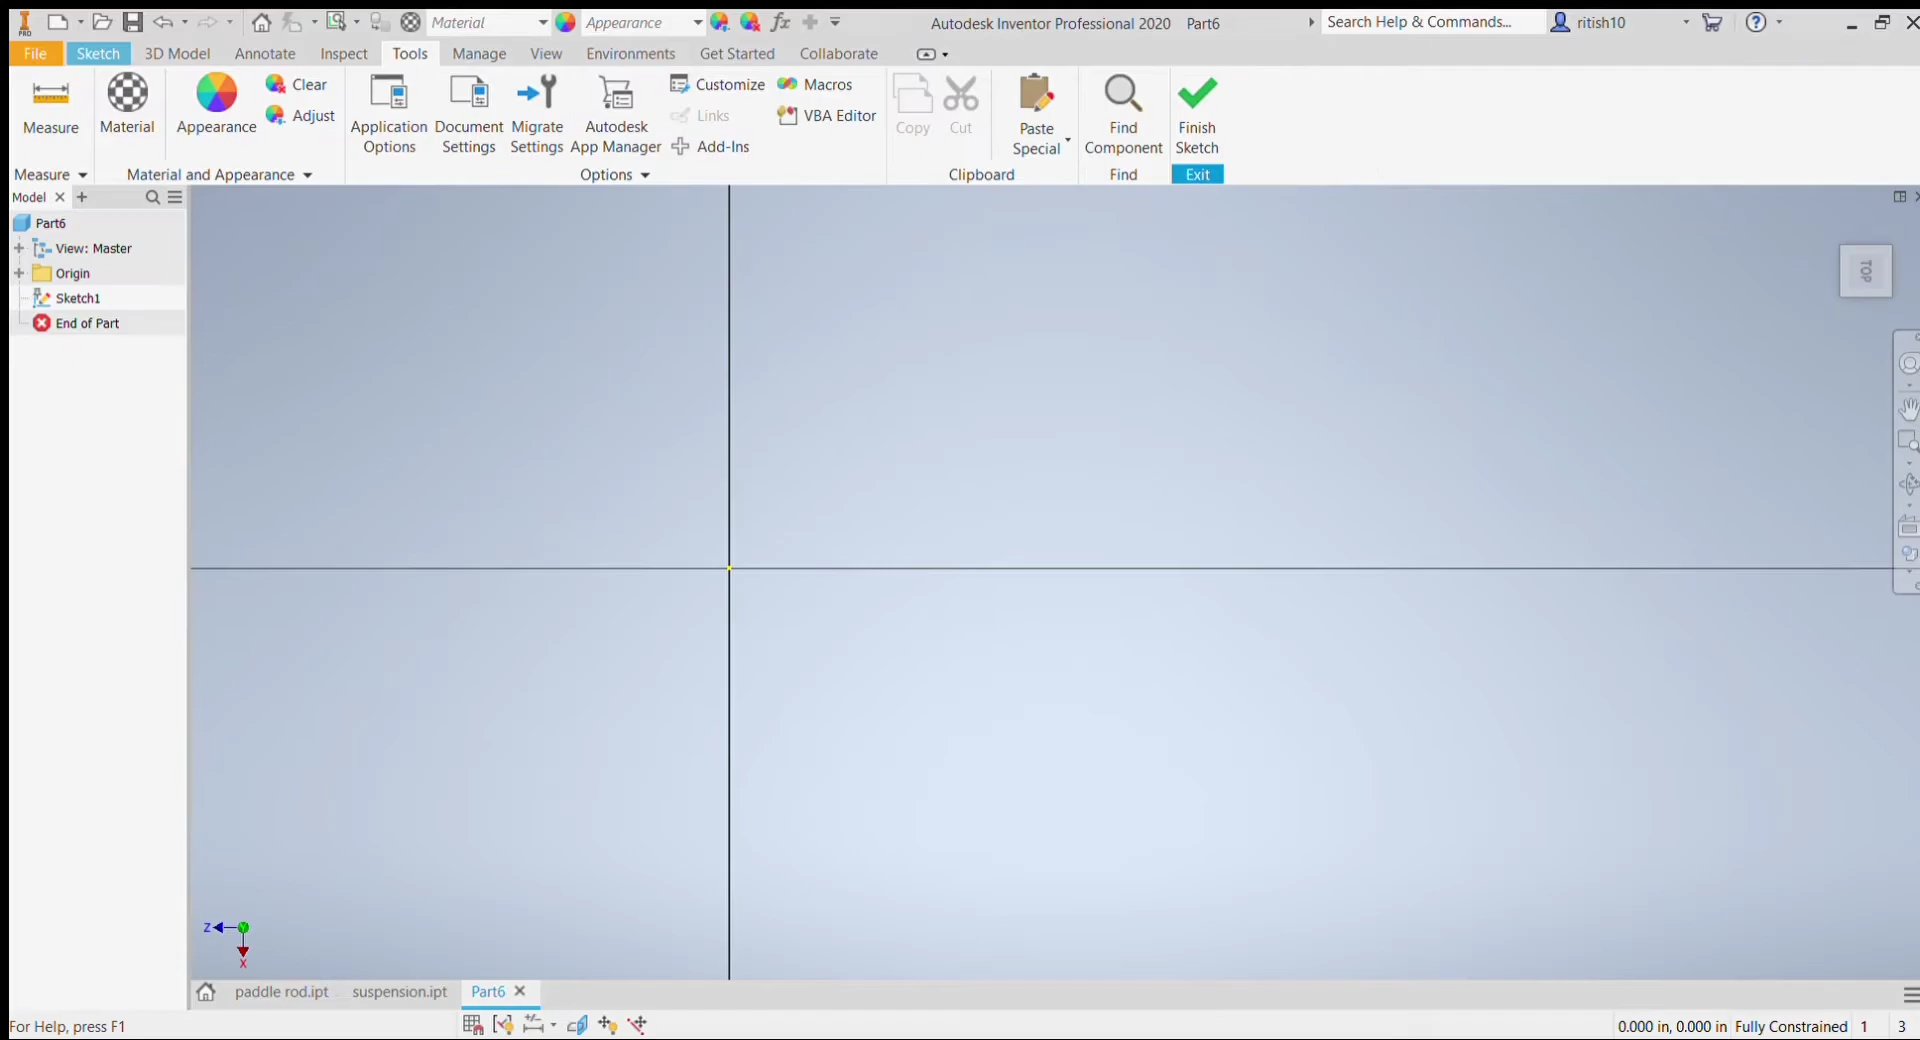 PRO
Material
Appearance
fx
Autodesk Inventor Professional 2020 Part6
Search Help & Commands...
ritish10
?
File Sketch 3D Model Annotate Inspect Tools Manage View Environments Get Started Collaborate
Measure
Material
Appearance
Clear
Adjust
Application Options
Document Settings
Migrate Settings
Autodesk App Manager
Customize
Links
Add-Ins
Macros
VBA Editor
Copy
Cut
Paste Special
Find Component
Finish Sketch
Measure Material and Appearance Options Clipboard Find Exit
Model
Part6
View: Master
Origin
Sketch1
End of Part
TOP
Z
Y
X
paddle rod.ipt suspension.ipt Part6
For Help, press F1
0.000 in, 0.000 in Fully Constrained 1 3